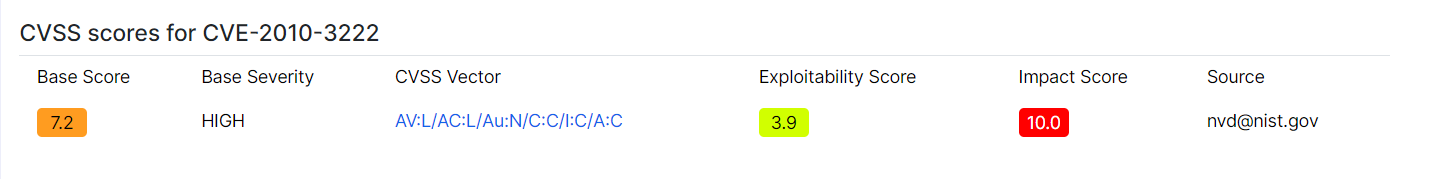 CVSS scores for CVE-2010-3222
Base Score Base Severity CVSS Vector Exploitability Score Impact Score Source
7.2 HIGH AV:L/AC:L/Au:N/C:C/I:C/A:C 3.9 10.0 nvd@nist.gov